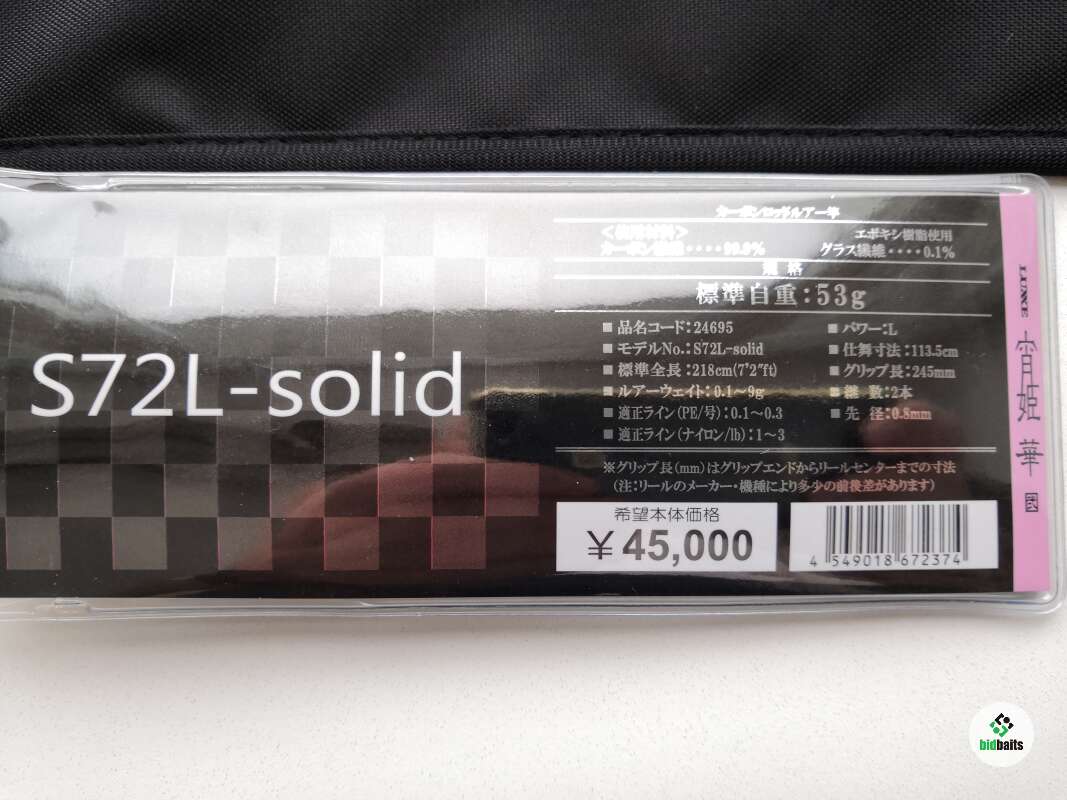 S72L-solid
エポキシ樹脂使用
グラス繊維････0.1%
規 格
標準自重：53g
■ 品名コード：24695
■ モデルNo.：S72L-solid
■ 標準全長：218cm(7'2"ft)
■ ルアーウェイト：0.1～9g
■ 適正ライン（PE/号）：0.1～0.3
■ 適正ライン（ナイロン/lb）：1～3
■ パワー：L
■ 仕舞寸法：113.5cm
■ グリップ長：245mm
■ 継 数：2本
■ 先 径：0.8mm
※グリップ長(mm)はグリップエンドからリールセンターまでの寸法
（注：リールのメーカー・機種により多少の前後差があります）
希望本体価格
¥ 45,000
4 549018 672374
LUXXE
宵姫 華
bidbaits